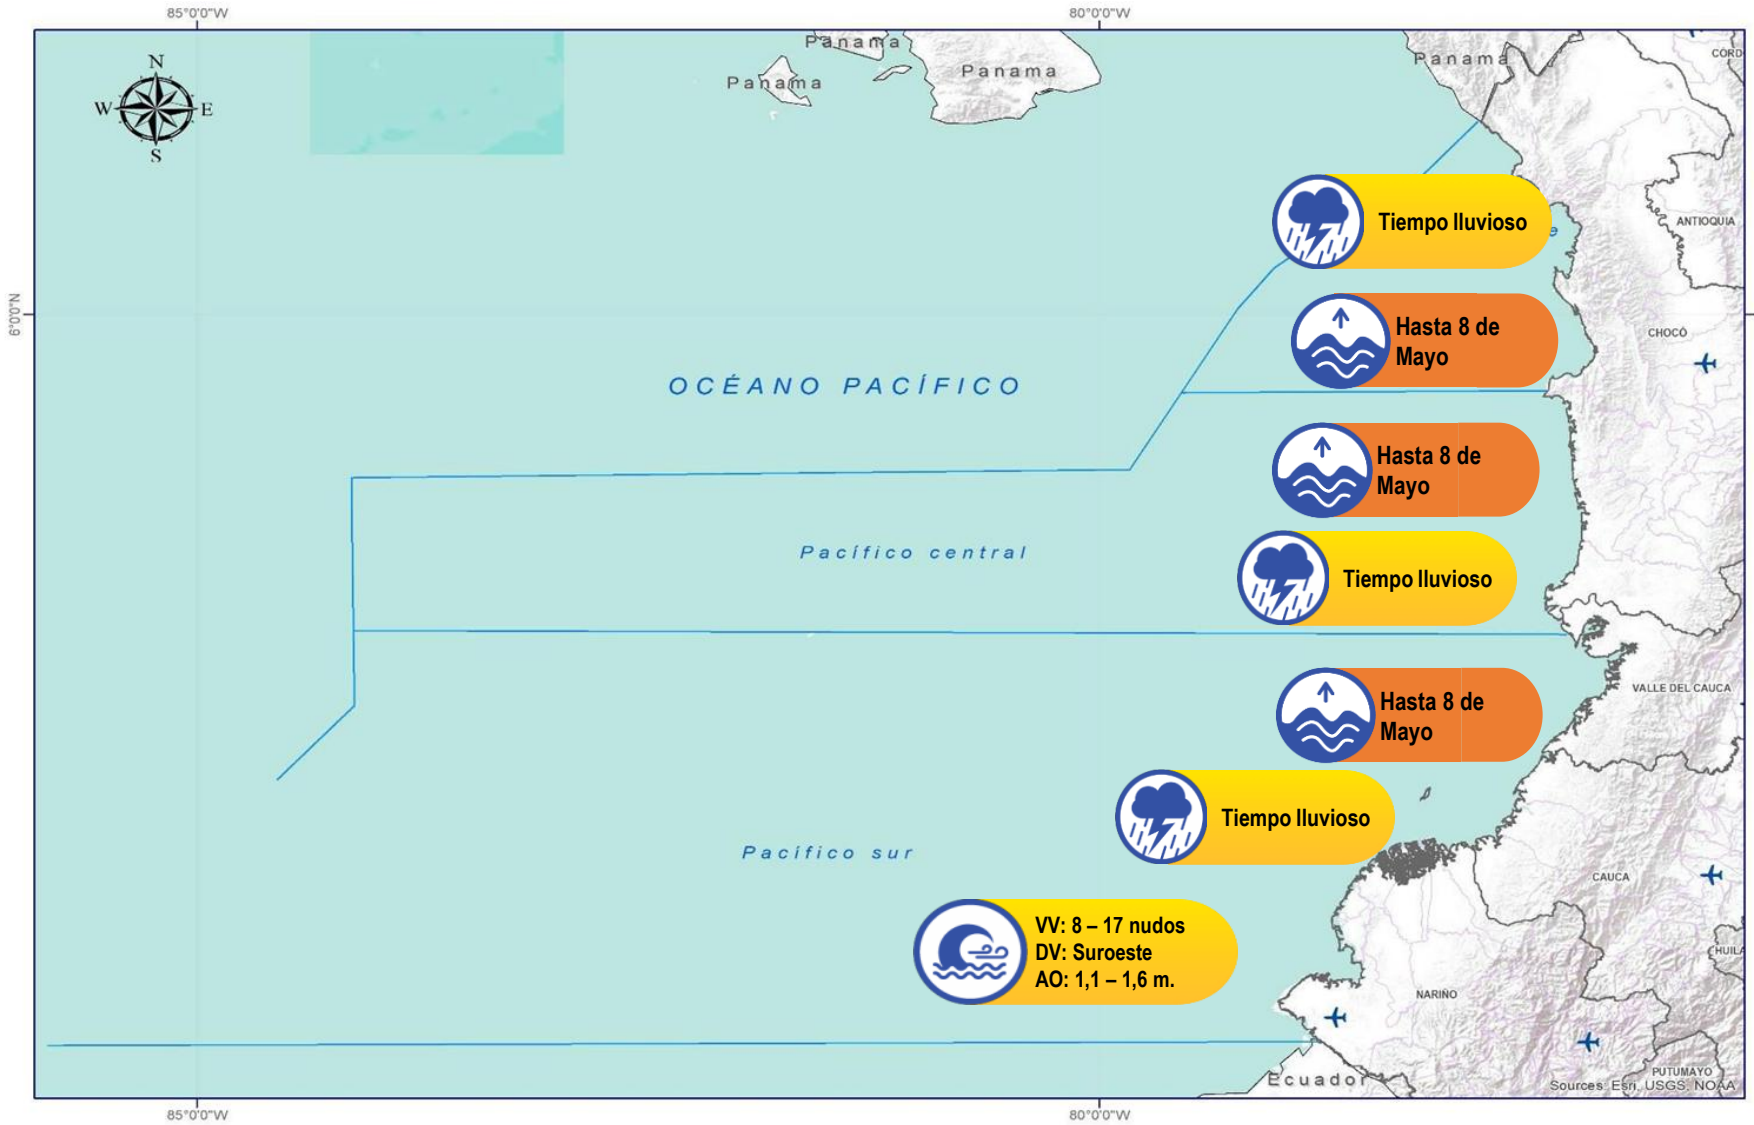 85°0'0"W
80°0'0"W
N
W
E
S
Panama
Panama
Panama
Panama
CORD
ANTIOQUIA
Tiempo lluvioso
e
6°0'0"N
Hasta 8 de
Mayo
CHOCÓ
OCÉANO PACÍFICO
Hasta 8 de
Mayo
Pacífico central
Tiempo lluvioso
VALLE DEL CAUCA
Hasta 8 de
Mayo
Tiempo lluvioso
Pacífico sur
CAUCA
VV: 8 – 17 nudos
DV: Suroeste
AO: 1,1 – 1,6 m.
HUILA
NARIÑO
PUTUMAYO
Ecuador
Sources: Esri, USGS, NOAA
85°0'0"W
80°0'0"W